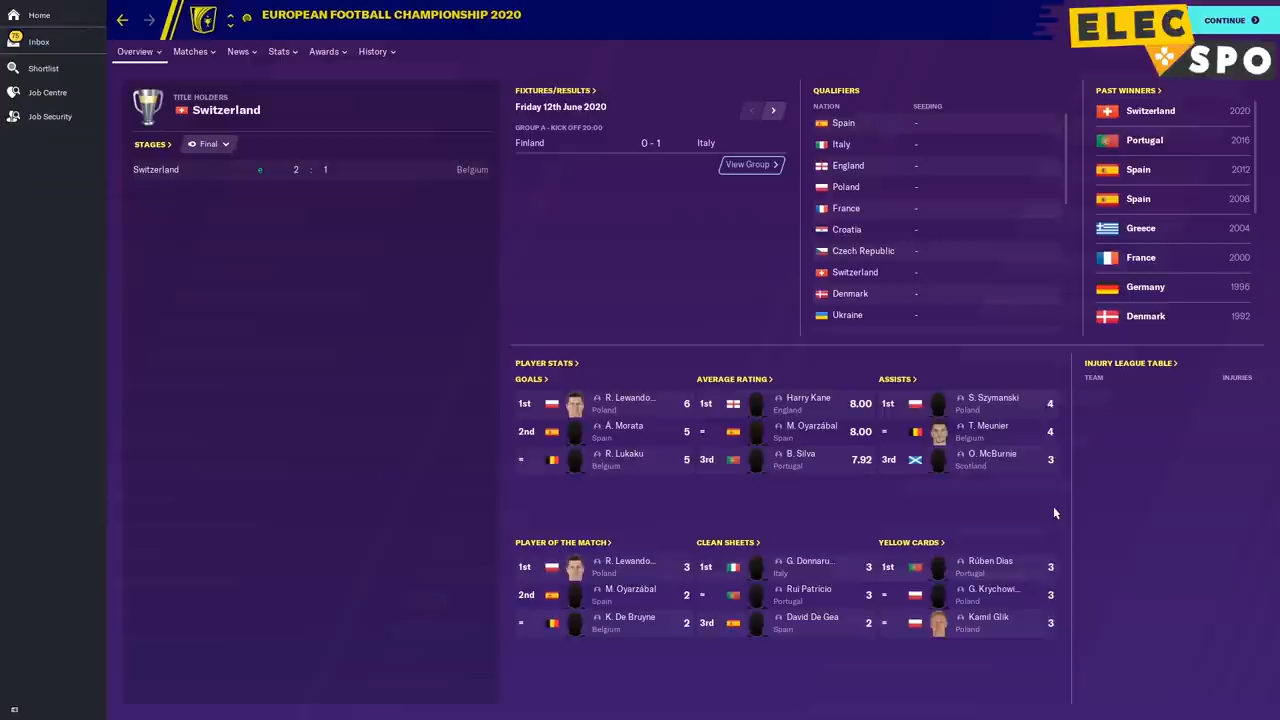 Home
75
Inbox
Shortlist
Job Centre
Job Security
EUROPEAN FOOTBALL CHAMPIONSHIP 2020
CONTINUE
ELEC
SPO
Overview
Matches
News
Stats
Awards
History
TITLE HOLDERS
Switzerland
STAGES
Final
Switzerland e 2 : 1 Belgium
FIXTURES/RESULTS
Friday 12th June 2020
GROUP A - KICK OFF 20:00
Finland 0 - 1 Italy
View Group
QUALIFIERS
NATION SEEDING
Spain -
Italy -
England -
Poland -
France -
Croatia -
Czech Republic -
Switzerland -
Denmark -
Ukraine -
PAST WINNERS
Switzerland 2020
Portugal 2016
Spain 2012
Spain 2008
Greece 2004
France 2000
Germany 1996
Denmark 1992
PLAYER STATS
GOALS
1st R. Lewando... 6
Poland
2nd Á. Morata 5
Spain
= R. Lukaku 5
Belgium
AVERAGE RATING
1st Harry Kane 8.00
England
= M. Oyarzábal 8.00
Spain
3rd B. Silva 7.92
Portugal
ASSISTS
1st S. Szymanski 4
Poland
= T. Meunier 4
Belgium
3rd O. McBurnie 3
Scotland
INJURY LEAGUE TABLE
TEAM INJURIES
PLAYER OF THE MATCH
1st R. Lewando... 3
Poland
2nd M. Oyarzábal 2
Spain
= K. De Bruyne 2
Belgium
CLEAN SHEETS
1st G. Donnaru... 3
Italy
= Rui Patrício 3
Portugal
3rd David De Gea 2
Spain
YELLOW CARDS
1st Rúben Dias 3
Portugal
= G. Krychowi... 3
Poland
= Kamil Glik 3
Poland